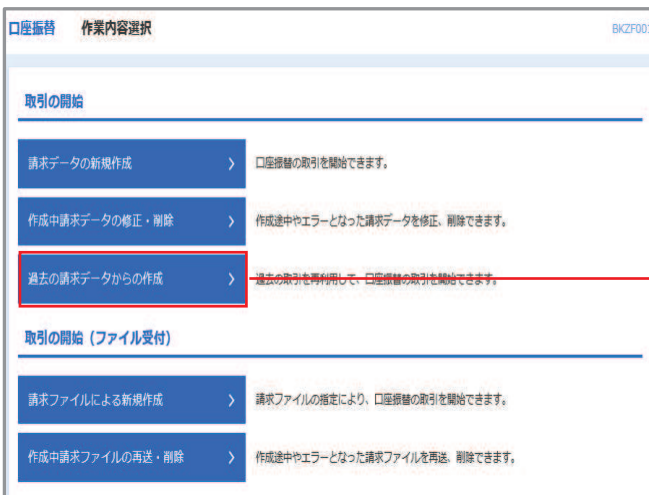 口座振替 作業内容選択 BKZF00
取引の開始
請求データの新規作成 口座振替の取引を開始できます。
作成中請求データの修正・削除 作成途中やエラーとなった請求データを修正、削除できます。
過去の請求データからの作成 過去の取引を再利用して、口座振替の取引を開始できます。
取引の開始（ファイル受付）
請求ファイルによる新規作成 請求ファイルの指定により、口座振替の取引を開始できます。
作成中請求ファイルの再送・削除 作成途中やエラーとなった請求ファイルを再送、削除できます。